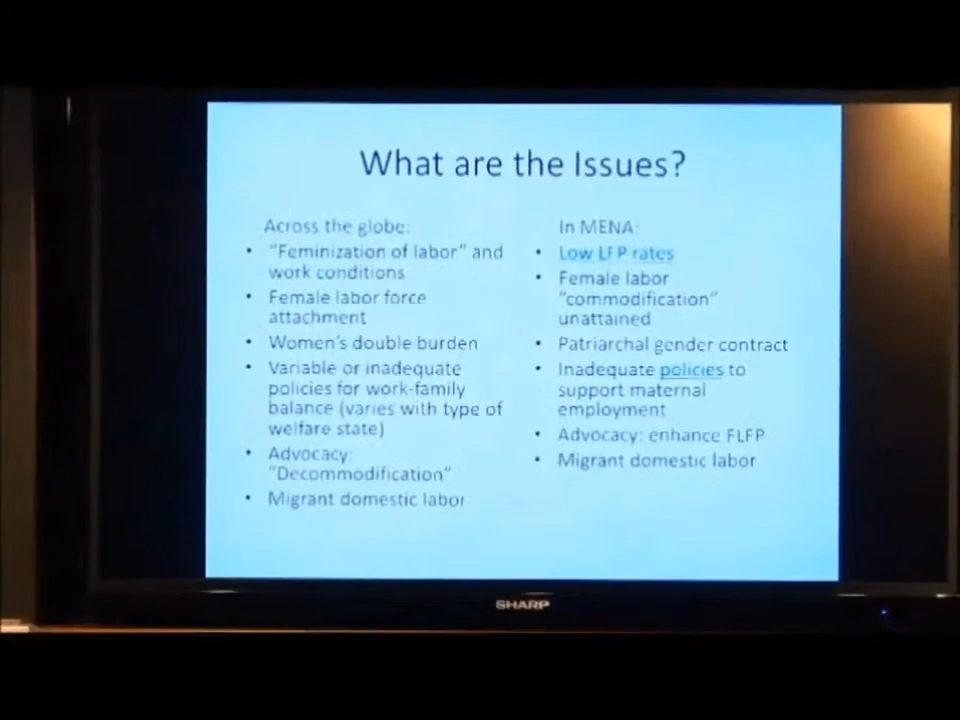 What are the Issues?
Across the globe:
• "Feminization of labor" and
work conditions
• Female labor force
attachment
• Women's double burden
• Variable or inadequate
policies for work-family
balance (varies with type of
welfare state)
• Advocacy:
"Decommodification"
• Migrant domestic labor
In MENA:
• Low LFP rates
• Female labor
"commodification"
unattained
• Patriarchal gender contract
• Inadequate policies to
support maternal
employment
• Advocacy: enhance FLFP
• Migrant domestic labor
SHARP